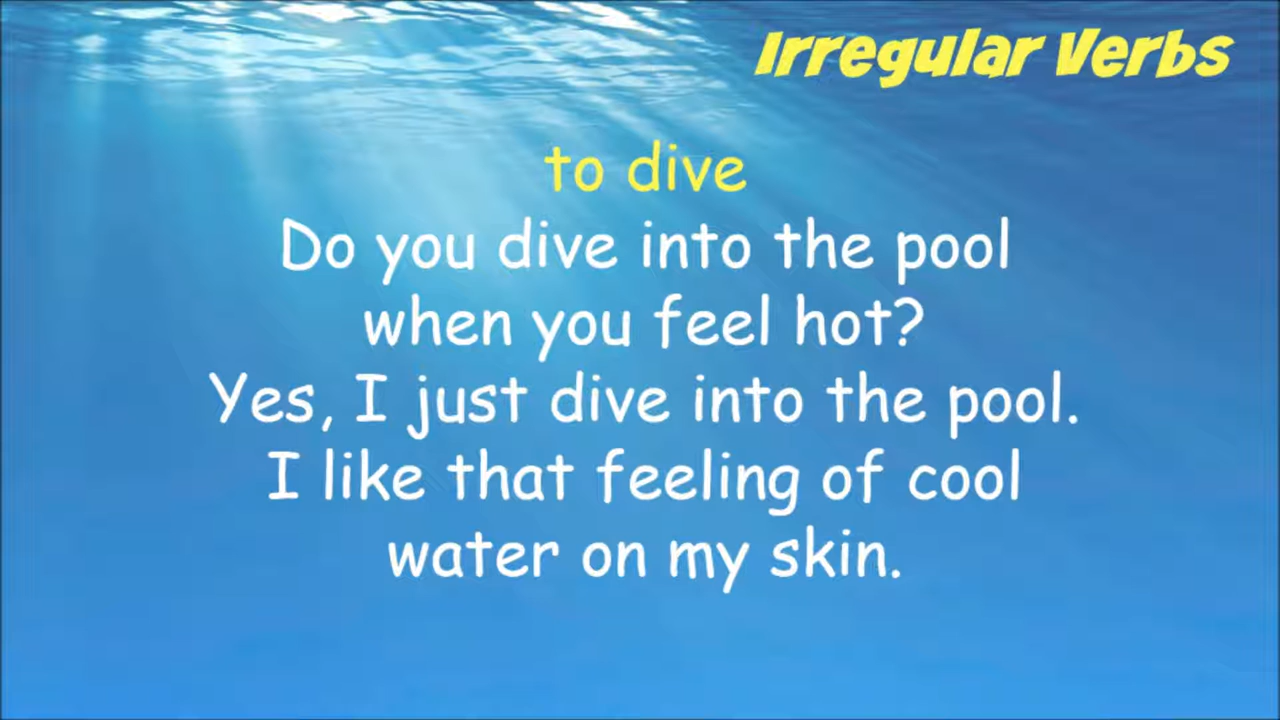 Irregular Verbs
to dive
Do you dive into the pool
when you feel hot?
Yes, I just dive into the pool.
I like that feeling of cool
water on my skin.